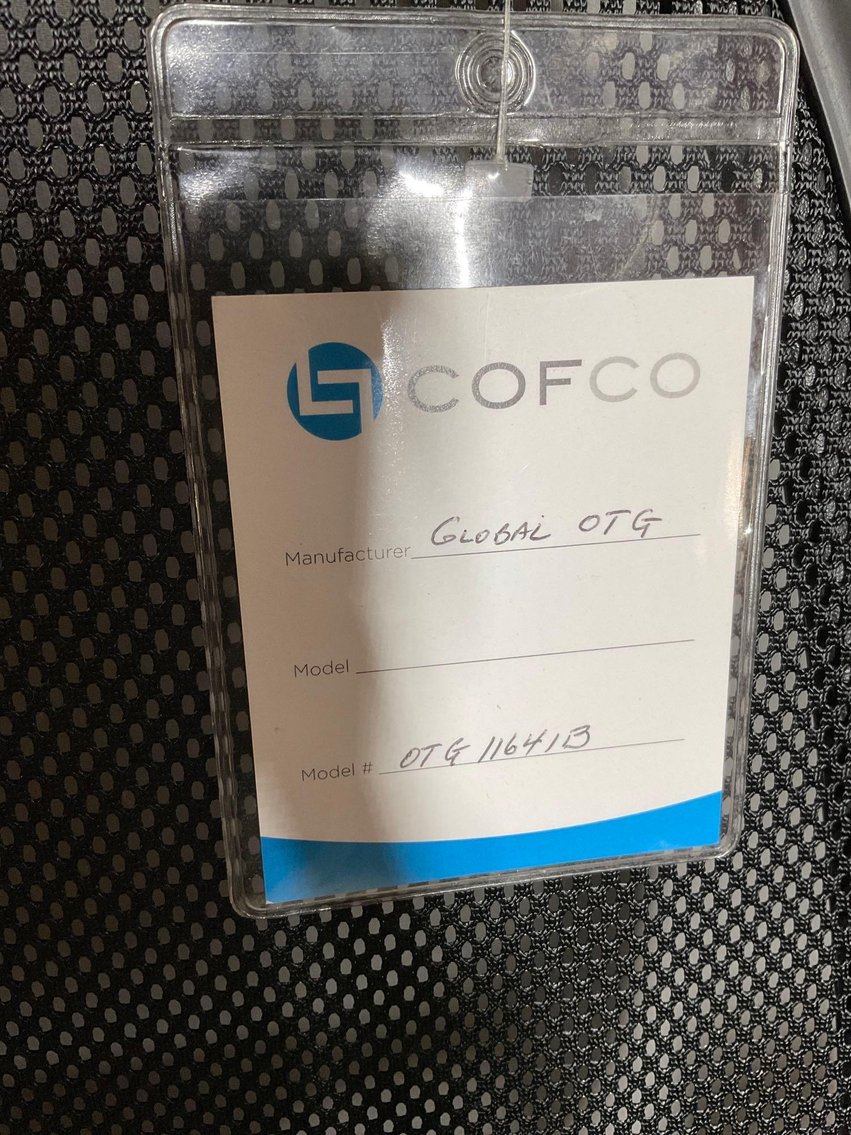 COFCO
Manufacturer GLOBAL OTG
Model
Model # OTG 11641B